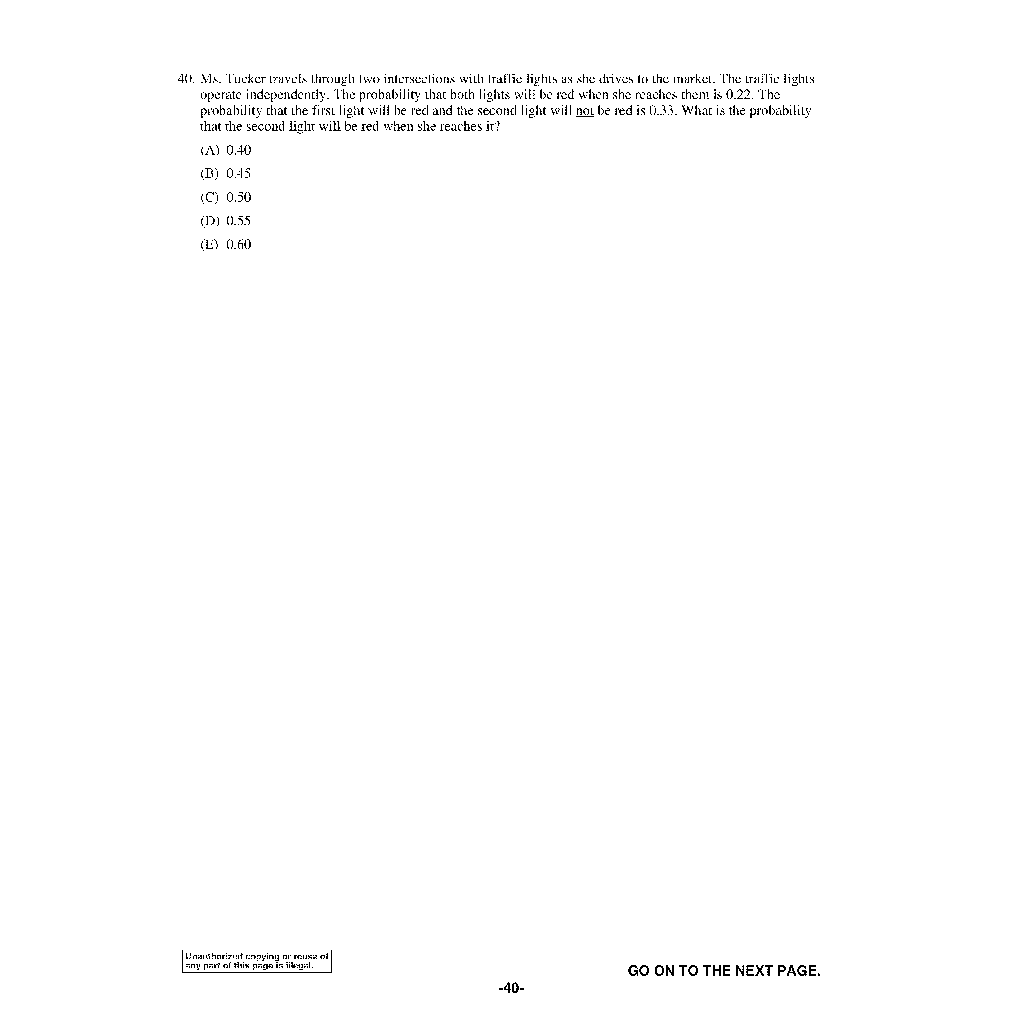 40. Ms. Tucker travels through two intersections with traffic lights as she drives to the market. The traffic lights
operate independently. The probability that both lights will be red when she reaches them is 0.22. The
probability that the first light will be red and the second light will not be red is 0.33. What is the probability
that the second light will be red when she reaches it?
(A) 0.40
(B) 0.45
(C) 0.50
(D) 0.55
(E) 0.60
Unauthorized copying or reuse of
any part of this page is illegal.
GO ON TO THE NEXT PAGE.
-40-